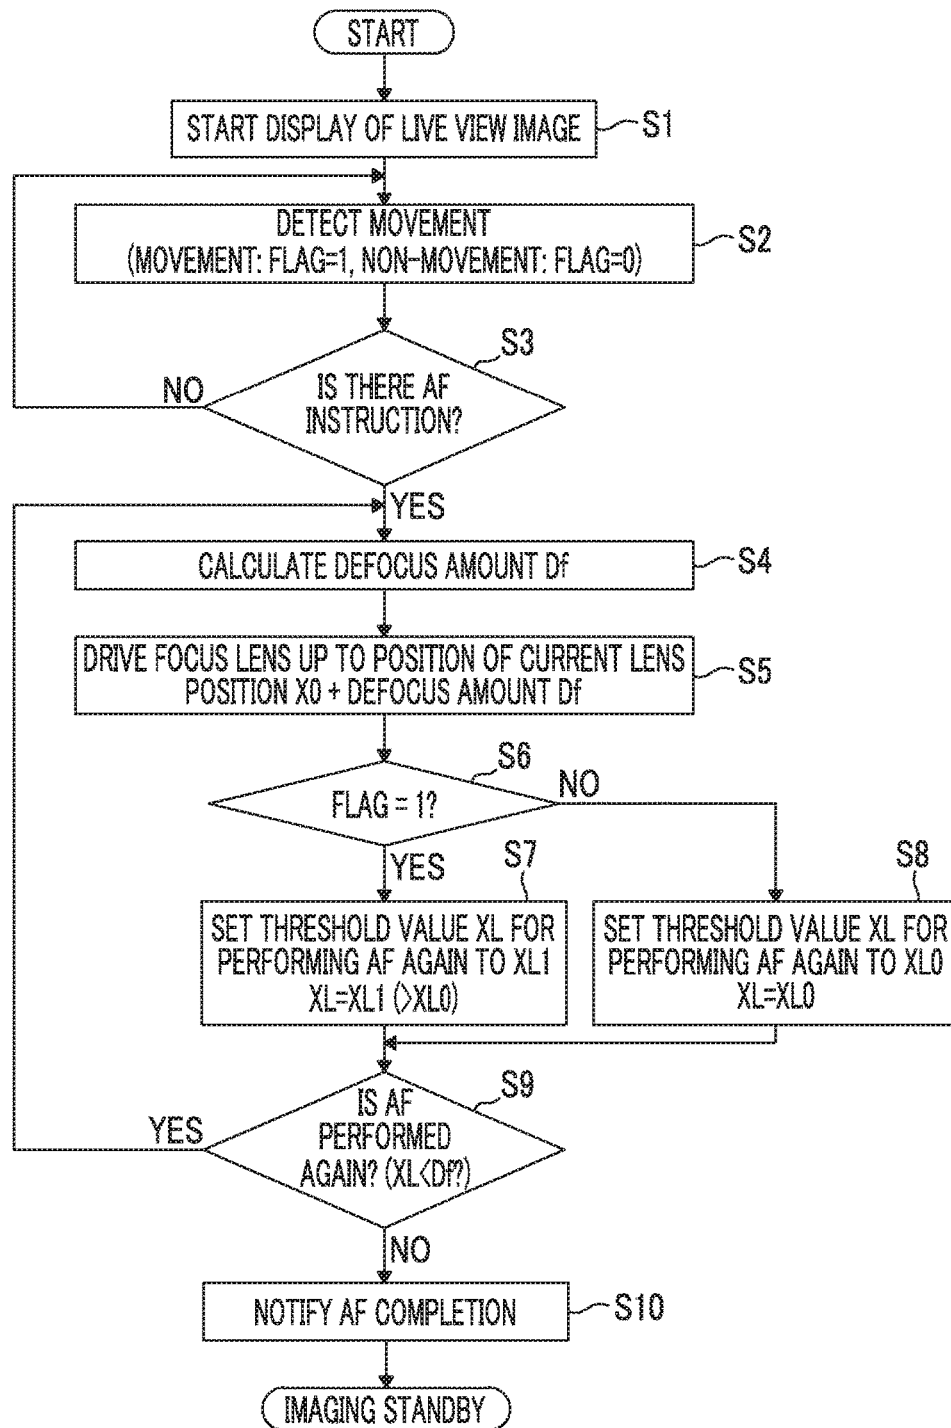 START
START DISPLAY OF LIVE VIEW IMAGE
S1
DETECT MOVEMENT
(MOVEMENT: FLAG=1, NON-MOVEMENT: FLAG=0)
S2
S3
IS THERE AF
INSTRUCTION?
NO
YES
CALCULATE DEFOCUS AMOUNT Df
S4
DRIVE FOCUS LENS UP TO POSITION OF CURRENT LENS
POSITION X0 + DEFOCUS AMOUNT Df
S5
S6
FLAG = 1?
NO
YES
S7
SET THRESHOLD VALUE XL FOR
PERFORMING AF AGAIN TO XL1
XL=XL1 (>XL0)
S8
SET THRESHOLD VALUE XL FOR
PERFORMING AF AGAIN TO XL0
XL=XL0
S9
IS AF
PERFORMED
AGAIN? (XL<Df?)
YES
NO
NOTIFY AF COMPLETION
S10
IMAGING STANDBY